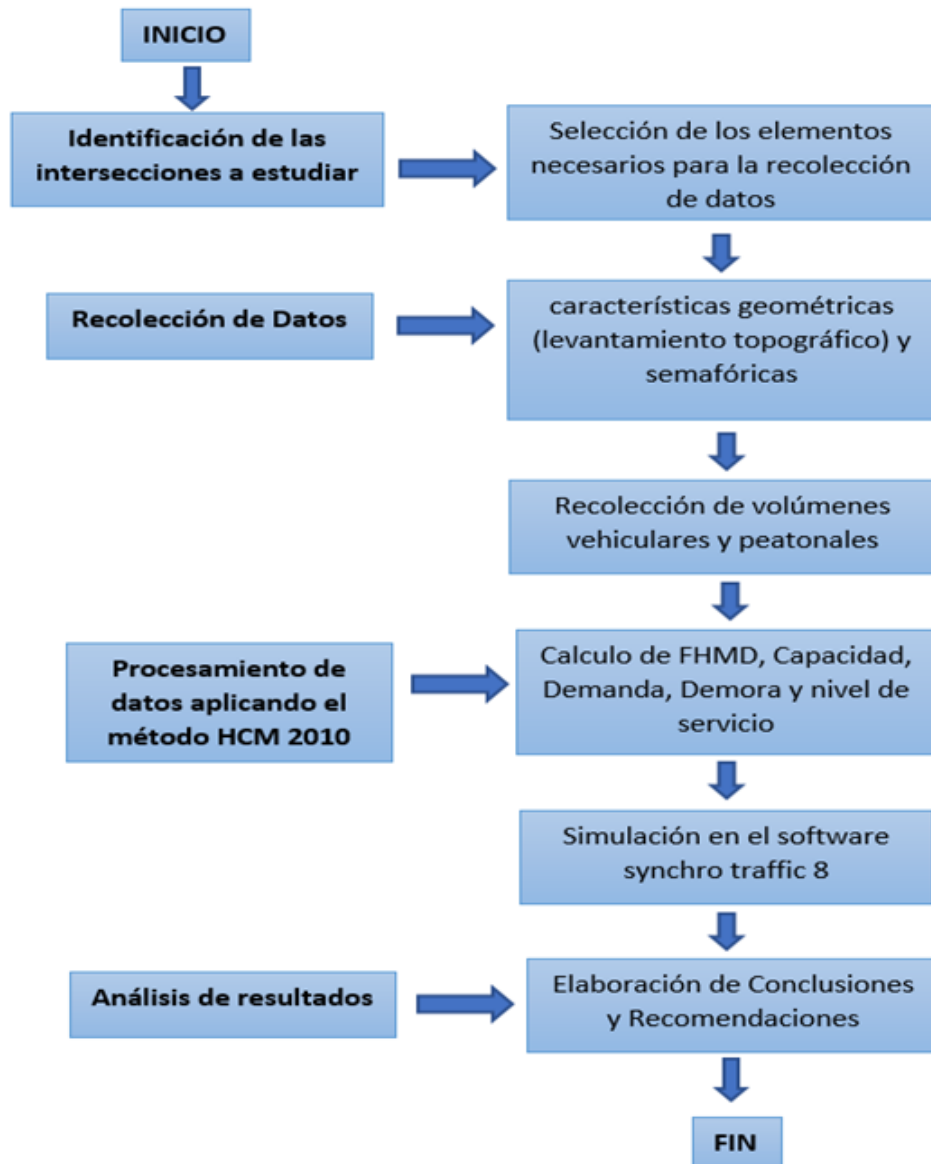 INICIO
Identificación de las
intersecciones a estudiar
Selección de los elementos
necesarios para la recolección
de datos
Recolección de Datos
característicás geométricas
(levantamiento topográfico) y
semafóricas
Recolección de volúmenes
vehiculares y peatonales
Procesamiento de
datos aplicando el
método HCM 2010
Calculo de FHMD, Capacidad,
Demanda, Demora y nivel de
servicio
Simulación en el software
synchro traffic 8
Análisis de resultados
Elaboración de Conclusiones
y Recomendaciones
FIN